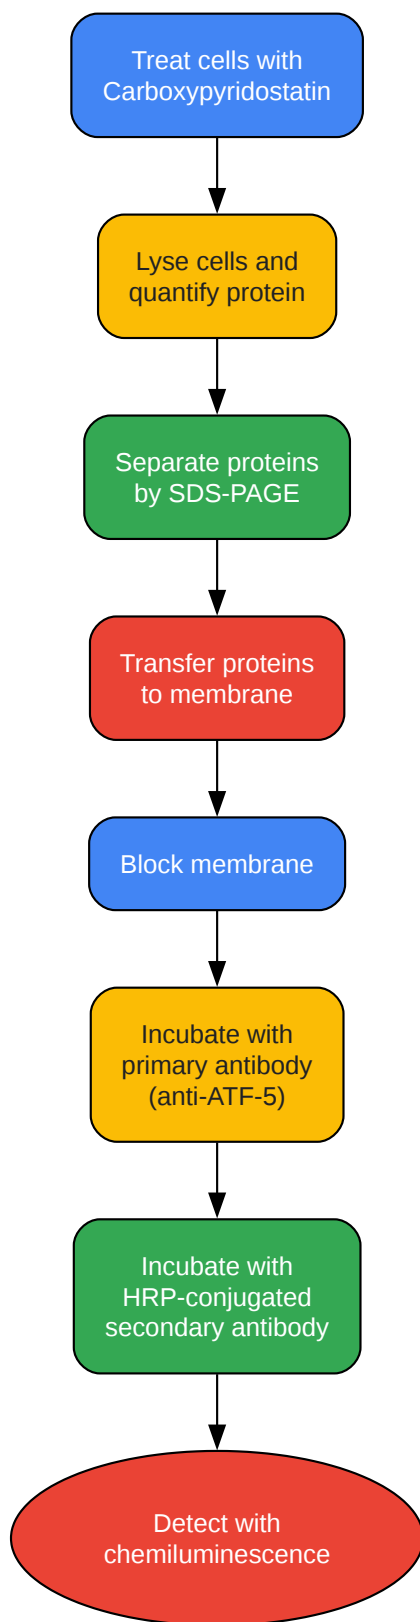 Treat cells with
Carboxypyridostatin
Lyse cells and
quantify protein
Separate proteins
by SDS-PAGE
Transfer proteins
to membrane
Block membrane
Incubate with
primary antibody
(anti-ATF-5)
Incubate with
HRP-conjugated
secondary antibody
Detect with
chemiluminescence